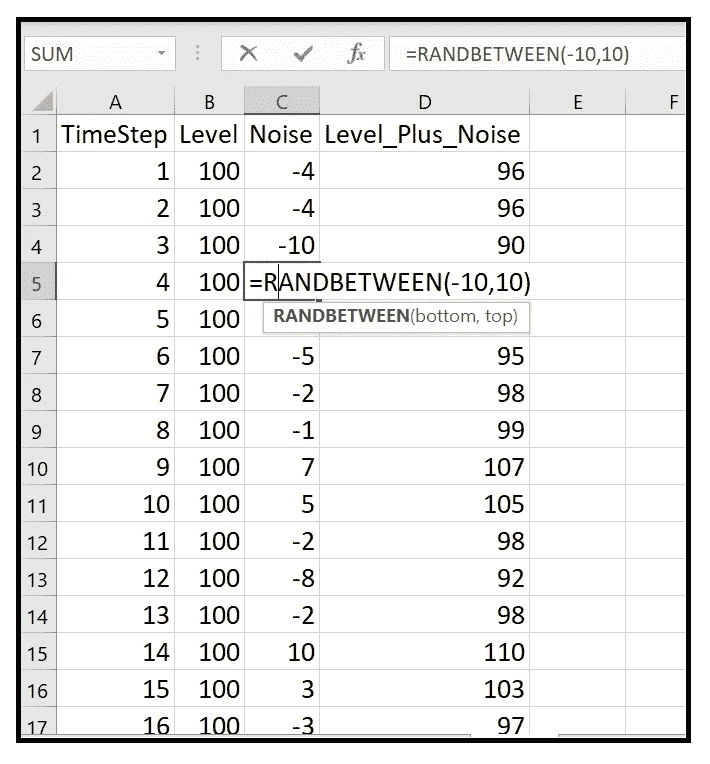 SUM =RANDBETWEEN(-10,10)
A B C D E F
1 TimeStep Level Noise Level_Plus_Noise
2 1 100 -4 96
3 2 100 -4 96
4 3 100 -10 90
5 4 100 =RANDBETWEEN(-10,10)
6 5 100 RANDBETWEEN(bottom, top)
7 6 100 -5 95
8 7 100 -2 98
9 8 100 -1 99
10 9 100 7 107
11 10 100 5 105
12 11 100 -2 98
13 12 100 -8 92
14 13 100 -2 98
15 14 100 10 110
16 15 100 3 103
17 16 100 -3 97